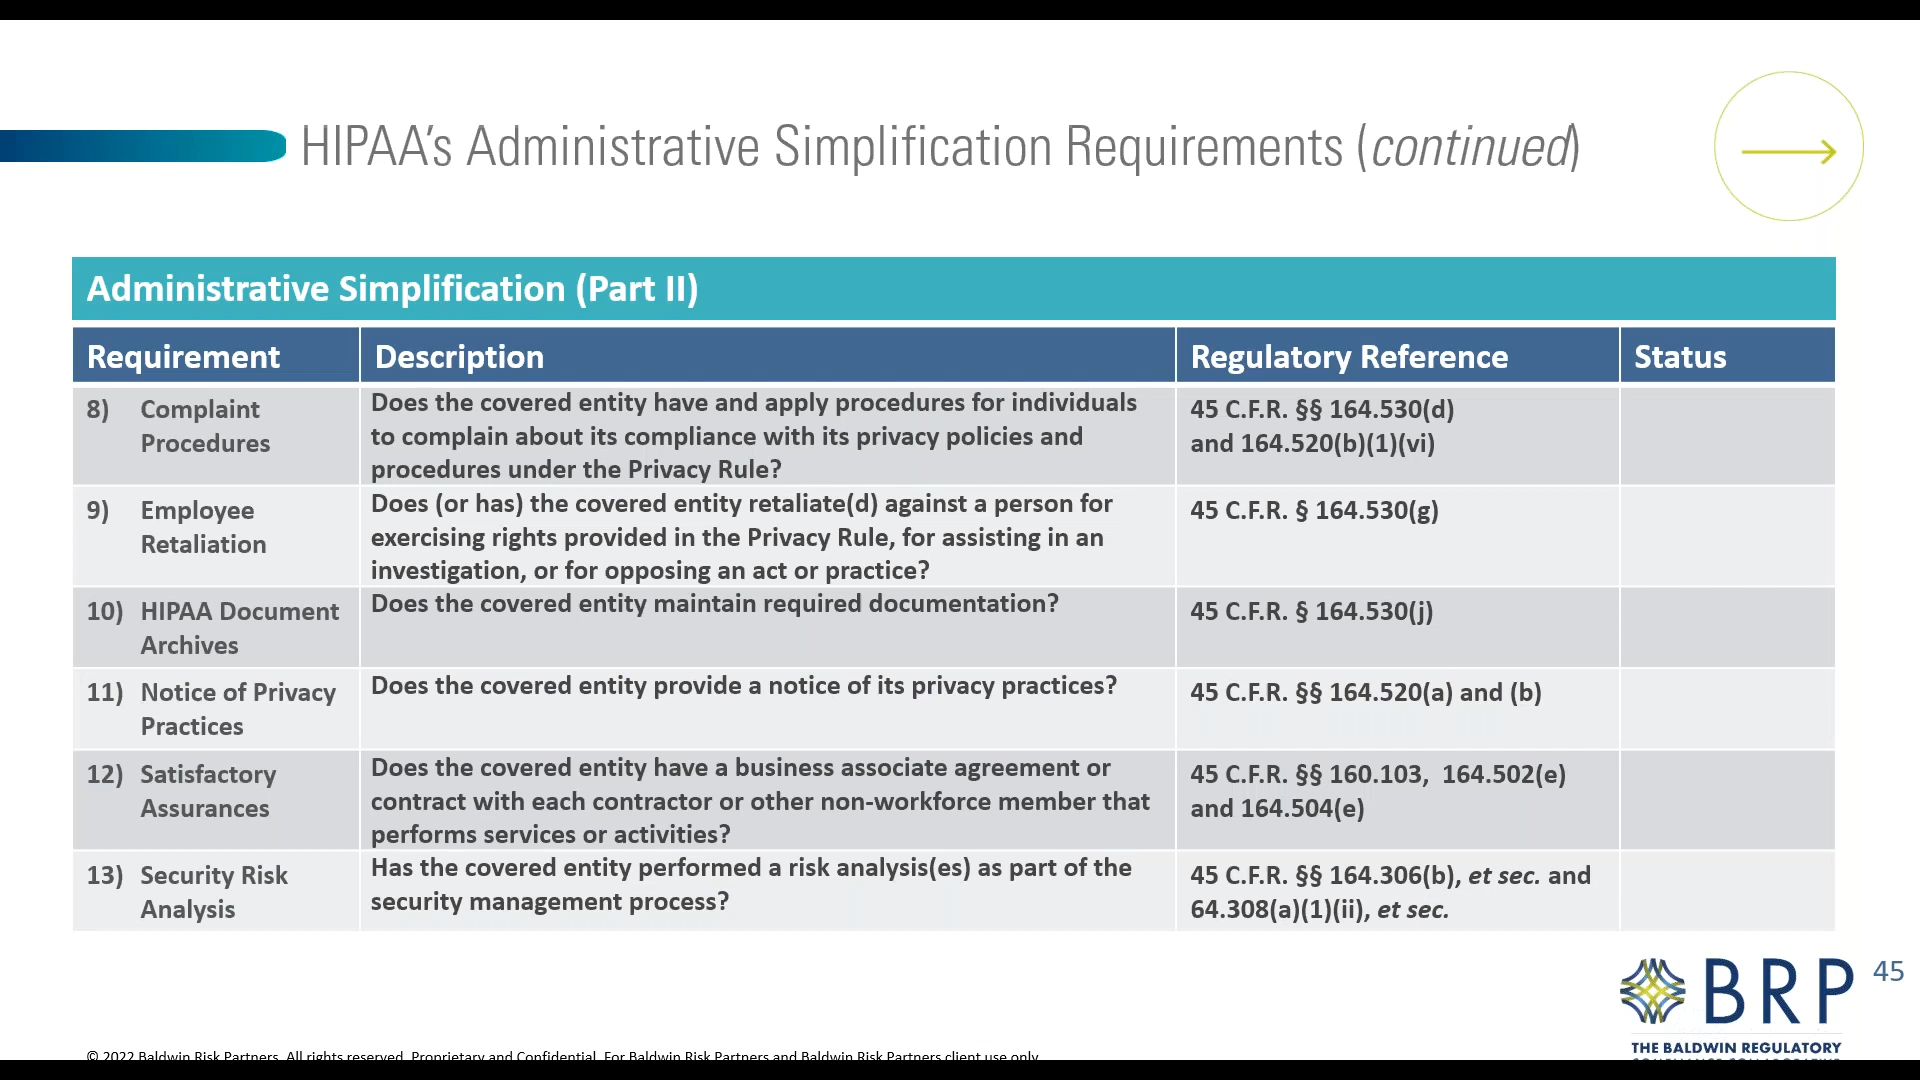 HIPAA‘s Administrative Simplification Requirements (continued)
Administrative Simplification (Part II)
Requirement
Description
Regulatory Reference
Status
8) Complaint
Procedures
Does the covered entity have and apply procedures for individuals
to complain about its compliance with its privacy policies and
procedures under the Privacy Rule?
45 C.F.R. §§ 164.530(d)
and 164.520(b)(1)(vi)
9) Employee
Retaliation
Does (or has) the covered entity retaliate(d) against a person for
exercising rights provided in the Privacy Rule, for assisting in an
investigation, or for opposing an act or practice?
45 C.F.R. § 164.530(g)
10) HIPAA Document
Archives
Does the covered entity maintain required documentation?
45 C.F.R. § 164.530(j)
11) Notice of Privacy
Practices
Does the covered entity provide a notice of its privacy practices?
45 C.F.R. §§ 164.520(a) and (b)
12) Satisfactory
Assurances
Does the covered entity have a business associate agreement or
contract with each contractor or other non-workforce member that
performs services or activities?
45 C.F.R. §§ 160.103, 164.502(e)
and 164.504(e)
13) Security Risk
Analysis
Has the covered entity performed a risk analysis(es) as part of the
security management process?
45 C.F.R. §§ 164.306(b), et sec. and
64.308(a)(1)(ii), et sec.
BRP
45
THE BALDWIN REGULATORY
© 2022 Baldwin Risk Partners. All rights reserved. Proprietary and Confidential. For Baldwin Risk Partners and Baldwin Risk Partners client use only.